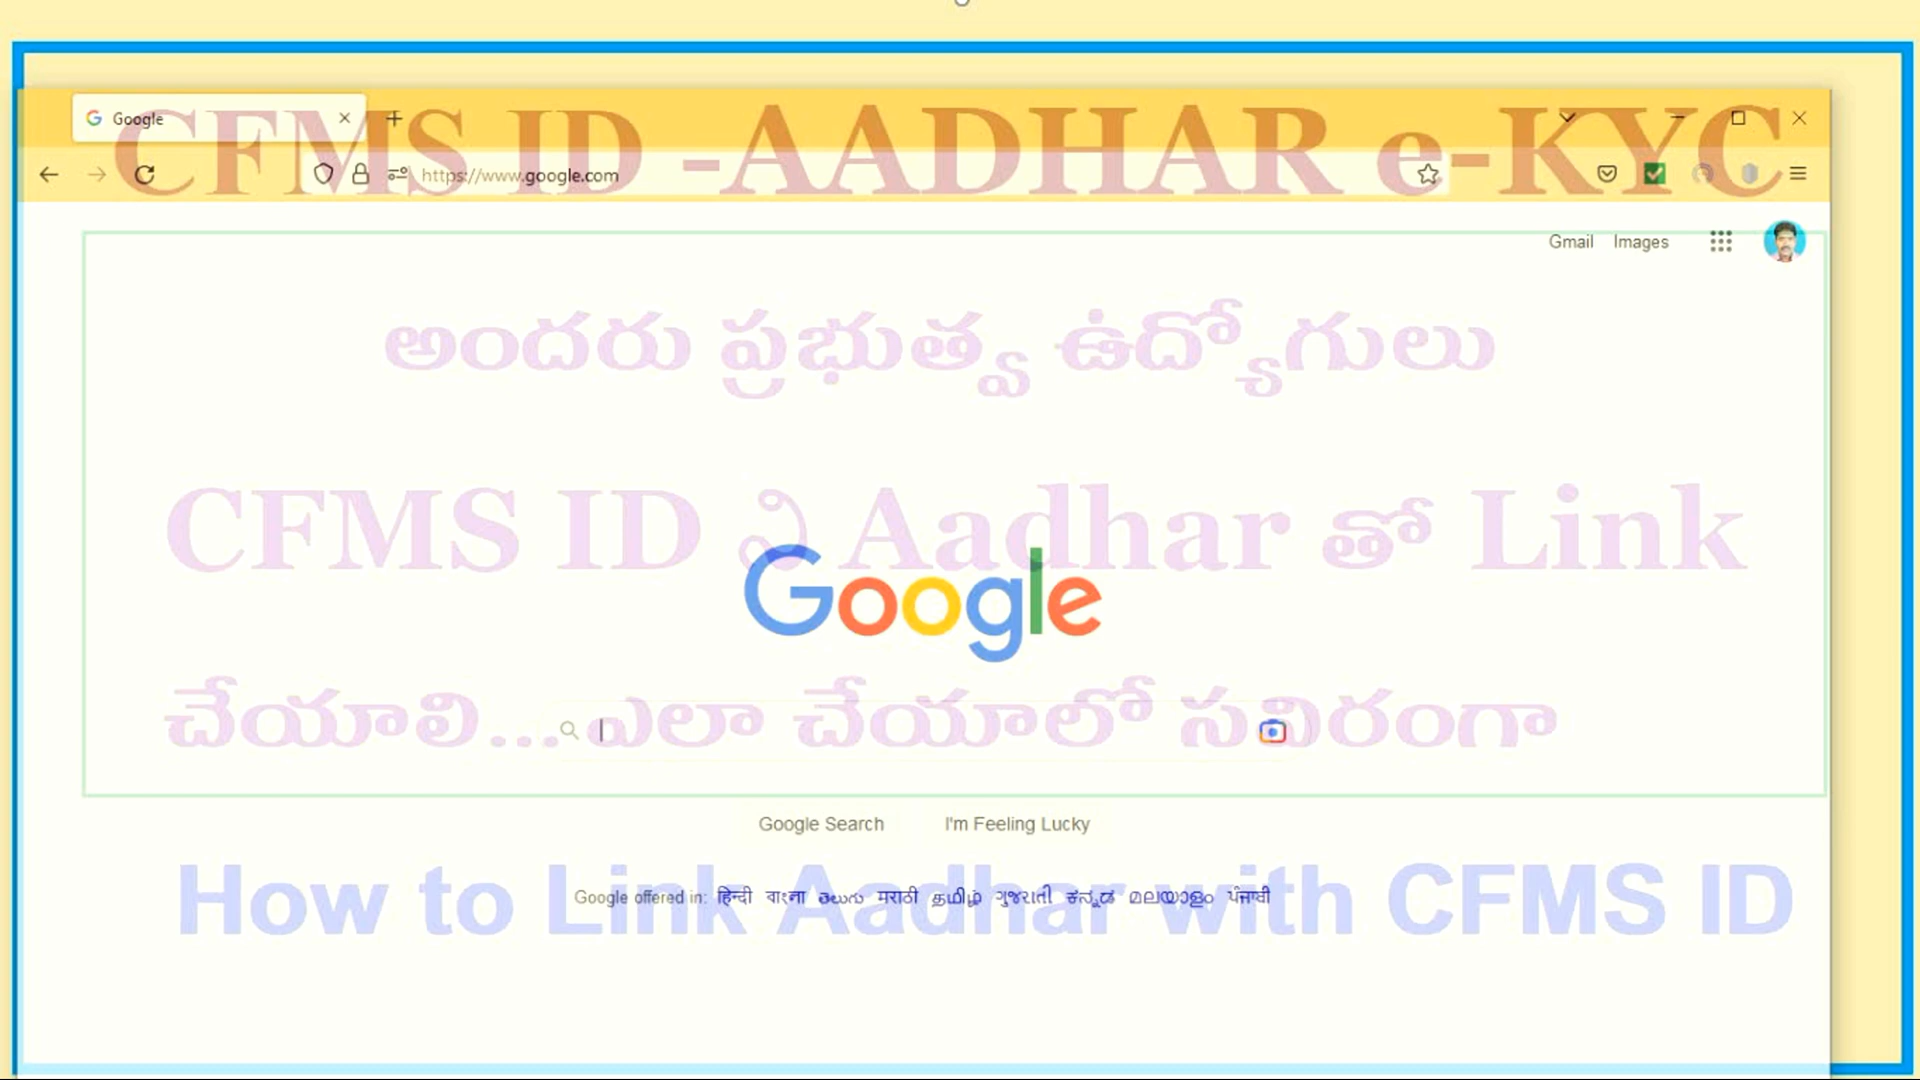 Google
CFMS ID -AADHAR e-KYC
https://www.google.com
Gmail Images
అందరు ప్రభుత్వ ఉద్యోగులు
CFMS ID ని Aadhar తో Link
Google
చేయాలి...ఎలా చేయాలో సవిరంగా
Google Search I'm Feeling Lucky
How to Link Aadhar with CFMS ID
Google offered in: हिन्दी বাংলা తెలుగు मराठी தமிழ் ગુજરાતી ಕನ್ನಡ മലയാളം ਪੰਜਾਬੀ